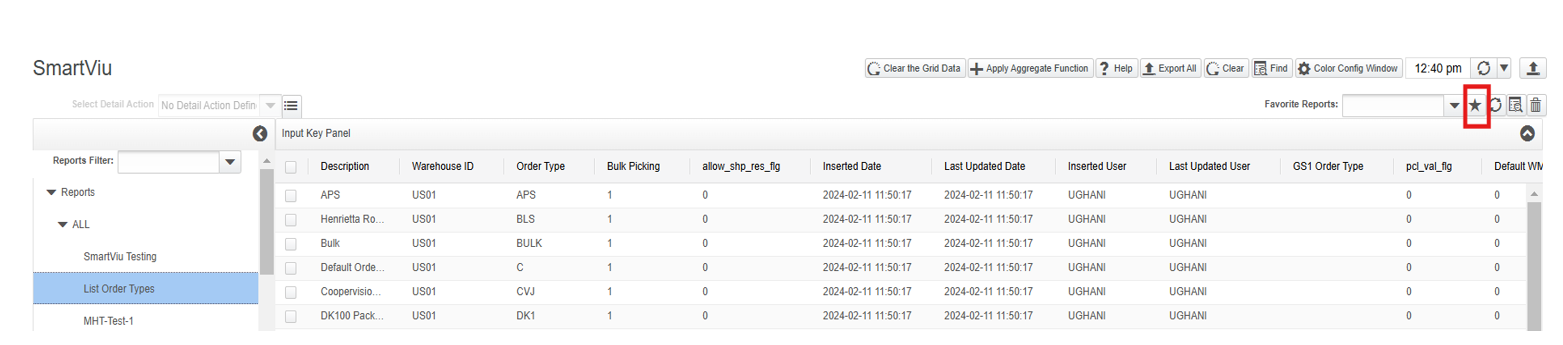 SmartViu
Clear the Grid Data Apply Aggregate Function Help Export All Clear Find Color Config Window 12:40 pm
Select Detail Action No Detail Action Defin
Favorite Reports:
Input Key Panel
Reports Filter:
Description Warehouse ID Order Type Bulk Picking allow_shp_res_flg Inserted Date Last Updated Date Inserted User Last Updated User GS1 Order Type pcl_val_flg Default WM
Reports
APS US01 APS 1 0 2024-02-11 11:50:17 2024-02-11 11:50:17 UGHANI UGHANI 0 0
Henrietta Ro... US01 BLS 1 0 2024-02-11 11:50:17 2024-02-11 11:50:17 UGHANI UGHANI 0 0
ALL
Bulk US01 BULK 1 0 2024-02-11 11:50:17 2024-02-11 11:50:17 UGHANI UGHANI 0 0
SmartViu Testing
Default Orde... US01 C 1 0 2024-02-11 11:50:17 2024-02-11 11:50:17 UGHANI UGHANI 0 0
List Order Types
Coopervisio... US01 CVJ 1 0 2024-02-11 11:50:17 2024-02-11 11:50:17 UGHANI UGHANI 0 0
DK100 Pack... US01 DK1 1 0 2024-02-11 11:50:17 2024-02-11 11:50:17 UGHANI UGHANI 0 0
MHT-Test-1